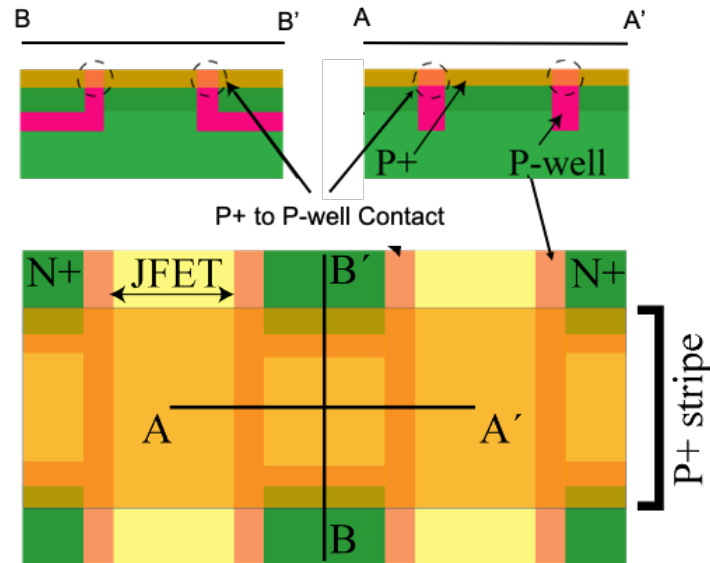 B
B’
A
A’
P+
P-well
P+ to P-well Contact
N+
JFET
B´
N+
A
A´
B
P+ stripe